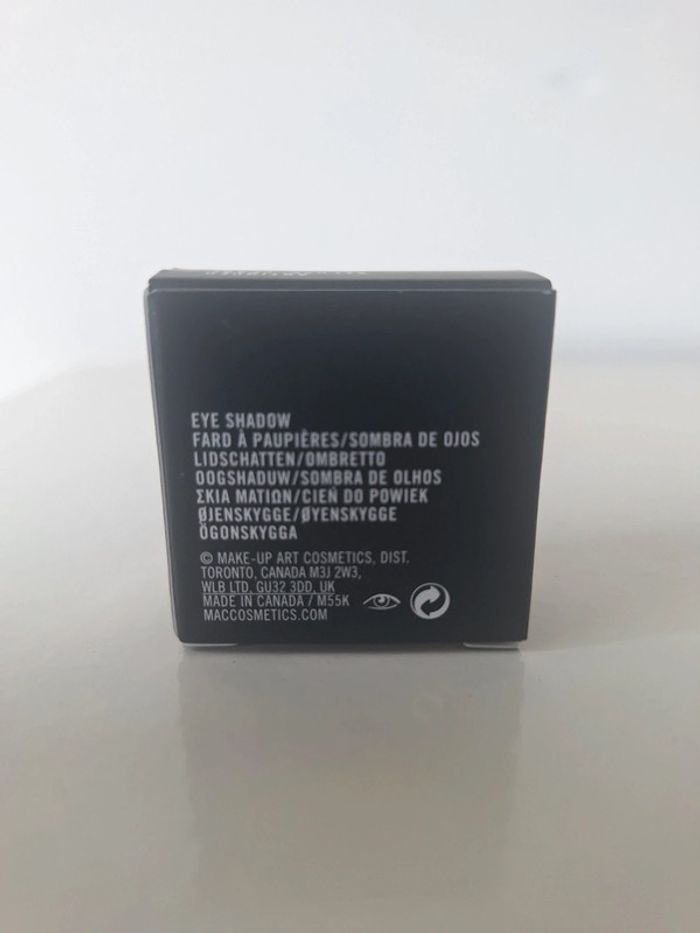 EYE SHADOW
FARD À PAUPIÈRES/SOMBRA DE OJOS
LIDSCHATTEN/OMBRETTO
OOGSHADUW/SOMBRA DE OLHOS
ΣΚΙΑ ΜΑΤΙΩΝ/CIEŃ DO POWIEK
ØJENSKYGGE/ØYENSKYGGE
ÖGONSKYGGA
© MAKE-UP ART COSMETICS, DIST.
TORONTO, CANADA M3J 2W3,
WLB LTD, GU32 3DD, UK
MADE IN CANADA / M55K
MACCOSMETICS.COM